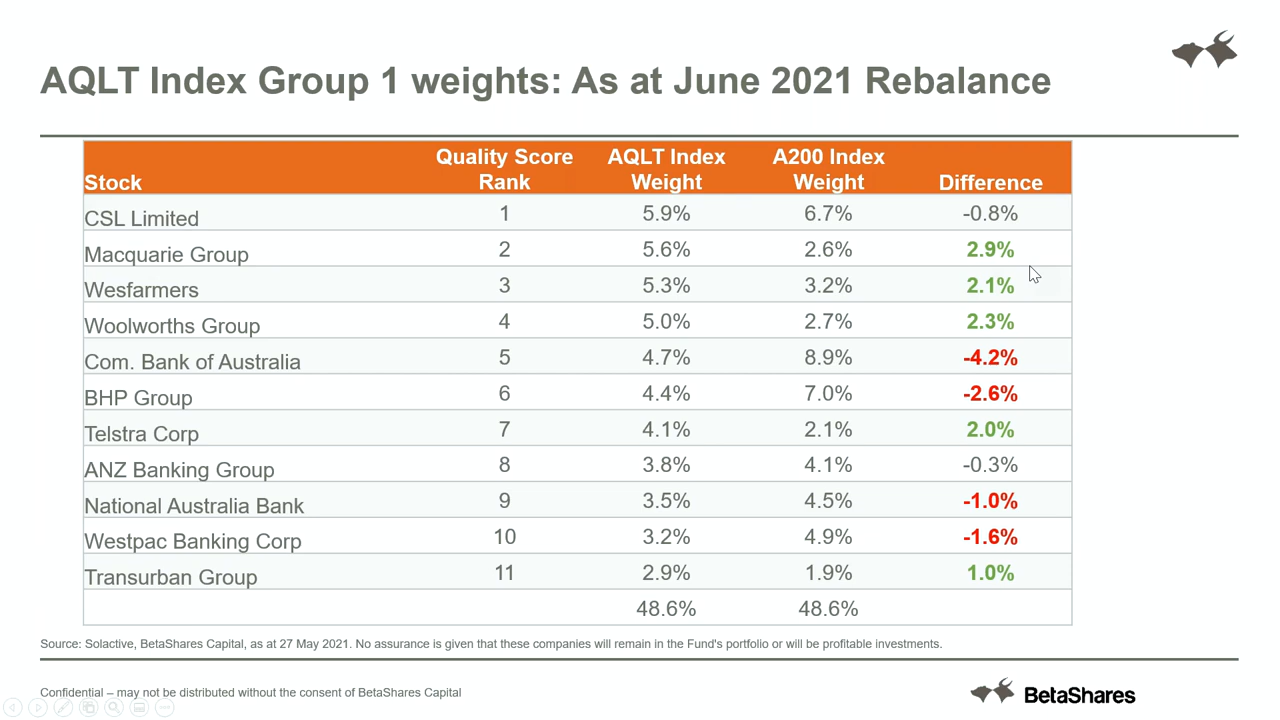 AQLT Index Group 1 weights: As at June 2021 Rebalance
Stock Quality Score Rank AQLT Index Weight A200 Index Weight Difference
CSL Limited 1 5.9% 6.7% -0.8%
Macquarie Group 2 5.6% 2.6% 2.9%
Wesfarmers 3 5.3% 3.2% 2.1%
Woolworths Group 4 5.0% 2.7% 2.3%
Com. Bank of Australia 5 4.7% 8.9% -4.2%
BHP Group 6 4.4% 7.0% -2.6%
Telstra Corp 7 4.1% 2.1% 2.0%
ANZ Banking Group 8 3.8% 4.1% -0.3%
National Australia Bank 9 3.5% 4.5% -1.0%
Westpac Banking Corp 10 3.2% 4.9% -1.6%
Transurban Group 11 2.9% 1.9% 1.0%
48.6% 48.6%
Source: Solactive, BetaShares Capital, as at 27 May 2021. No assurance is given that these companies will remain in the Fund's portfolio or will be profitable investments.
Confidential – may not be distributed without the consent of BetaShares Capital
BetaShares